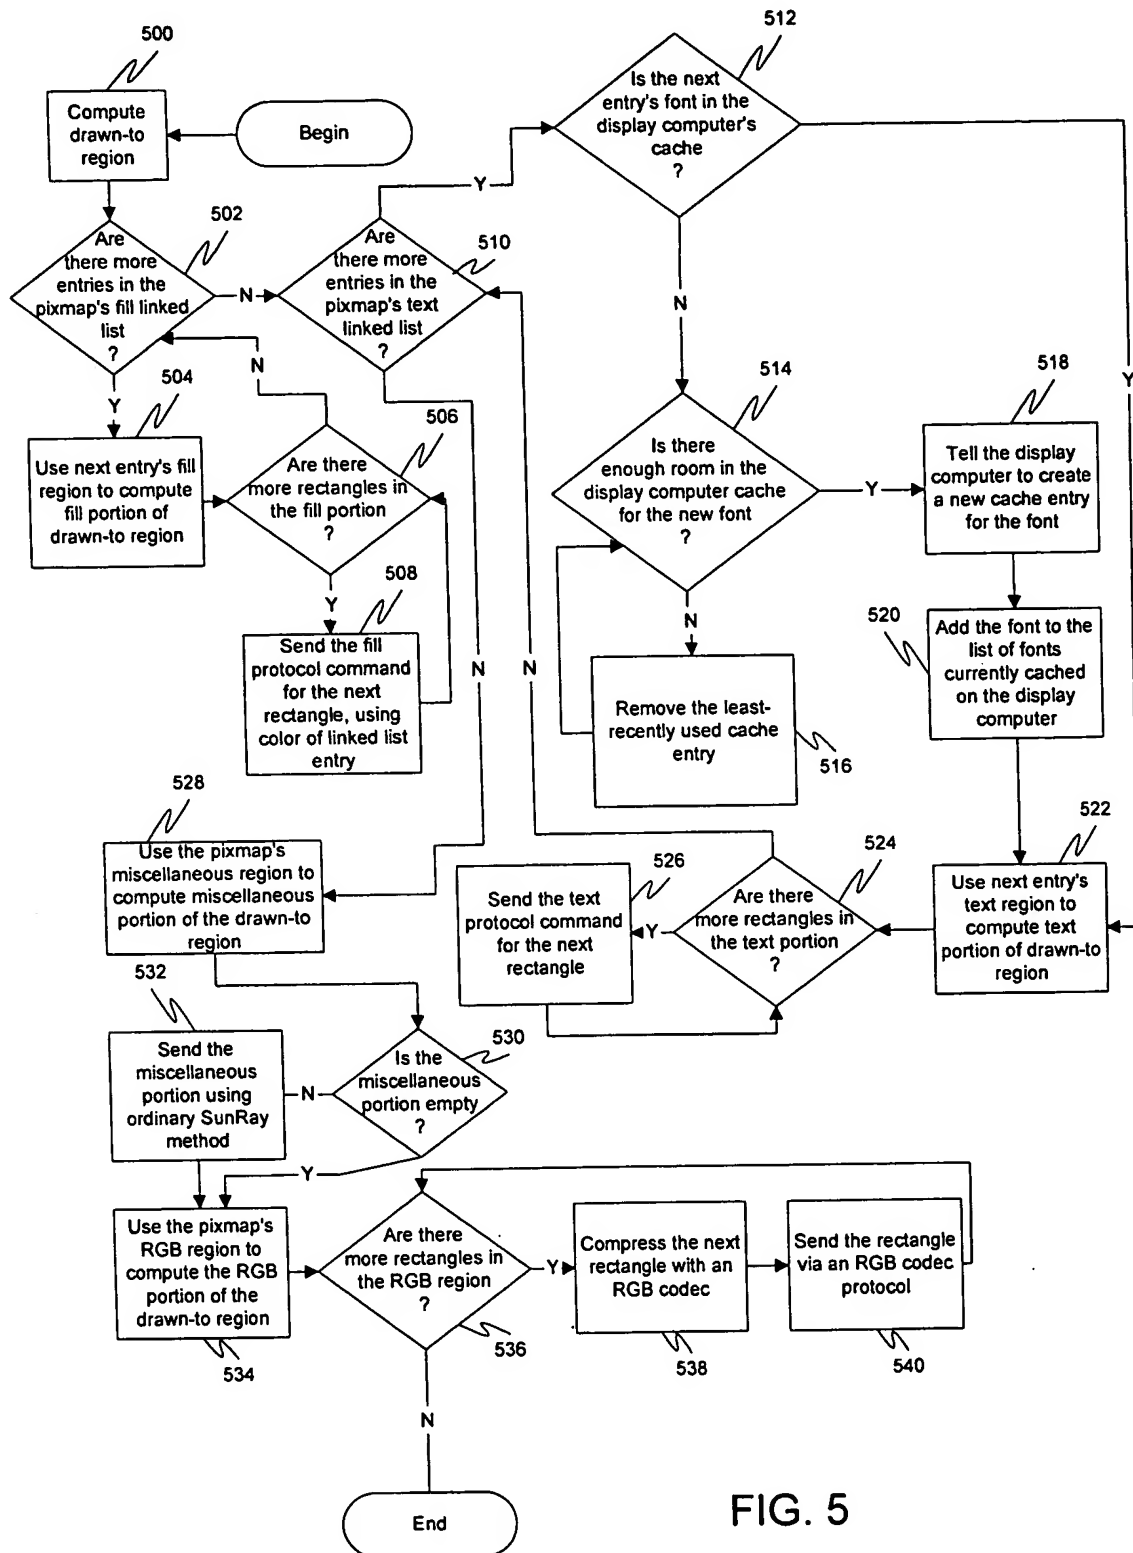 500
Compute
drawn-to
region
Begin
502
Are
there more
entries in the
pixmap's fill linked
list
?
N
Y
504
Use next entry's fill
region to compute
fill portion of
drawn-to region
506
Are there
more rectangles in
the fill portion
?
N
Y
508
Send the fill
protocol command
for the next
rectangle, using
color of linked list
entry
510
Are
there more
entries in the
pixmap's text
linked list
?
Y
N
512
Is the next
entry's font in the
display computer's
cache
?
N
Y
514
Is there
enough room in the
display computer cache
for the new font
?
Y
N
516
Remove the least-
recently used cache
entry
518
Tell the display
computer to create
a new cache entry
for the font
520
Add the font to the
list of fonts
currently cached
on the display
computer
522
Use next entry's
text region to
compute text
portion of drawn-to
region
524
Are there
more rectangles in
the text portion
?
N
Y
526
Send the text
protocol command
for the next
rectangle
528
Use the pixmap's
miscellaneous region to
compute miscellaneous
portion of the drawn-to
region
530
Is the
miscellaneous
portion empty
?
N
Y
532
Send the
miscellaneous
portion using
ordinary SunRay
method
534
Use the pixmap's
RGB region to
compute the RGB
portion of the
drawn-to region
536
Are there
more rectangles in
the RGB region
?
Y
N
538
Compress the next
rectangle with an
RGB codec
540
Send the rectangle
via an RGB codec
protocol
End
FIG. 5